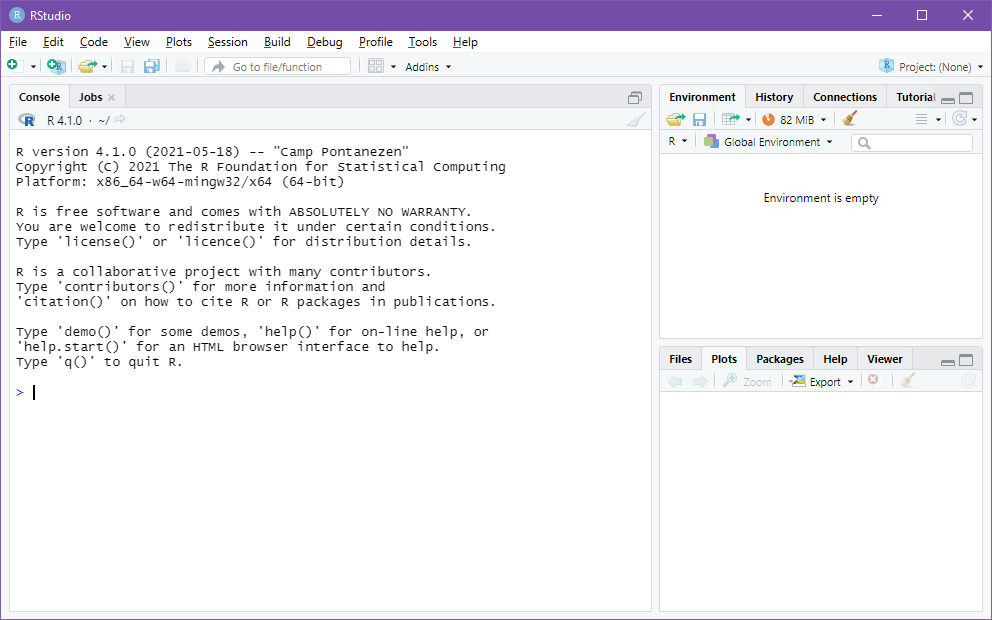 RStudio
File Edit Code View Plots Session Build Debug Profile Tools Help
Go to file/function Addins Project: (None)
Console Jobs
R 4.1.0 · ~/
R version 4.1.0 (2021-05-18) -- "Camp Pontanezen"
Copyright (C) 2021 The R Foundation for Statistical Computing
Platform: x86_64-w64-mingw32/x64 (64-bit)
R is free software and comes with ABSOLUTELY NO WARRANTY.
You are welcome to redistribute it under certain conditions.
Type 'license()' or 'licence()' for distribution details.
R is a collaborative project with many contributors.
Type 'contributors()' for more information and
'citation()' on how to cite R or R packages in publications.
Type 'demo()' for some demos, 'help()' for on-line help, or
'help.start()' for an HTML browser interface to help.
Type 'q()' to quit R.
>
Environment History Connections Tutorial
82 MiB
R Global Environment
Environment is empty
Files Plots Packages Help Viewer
Zoom Export